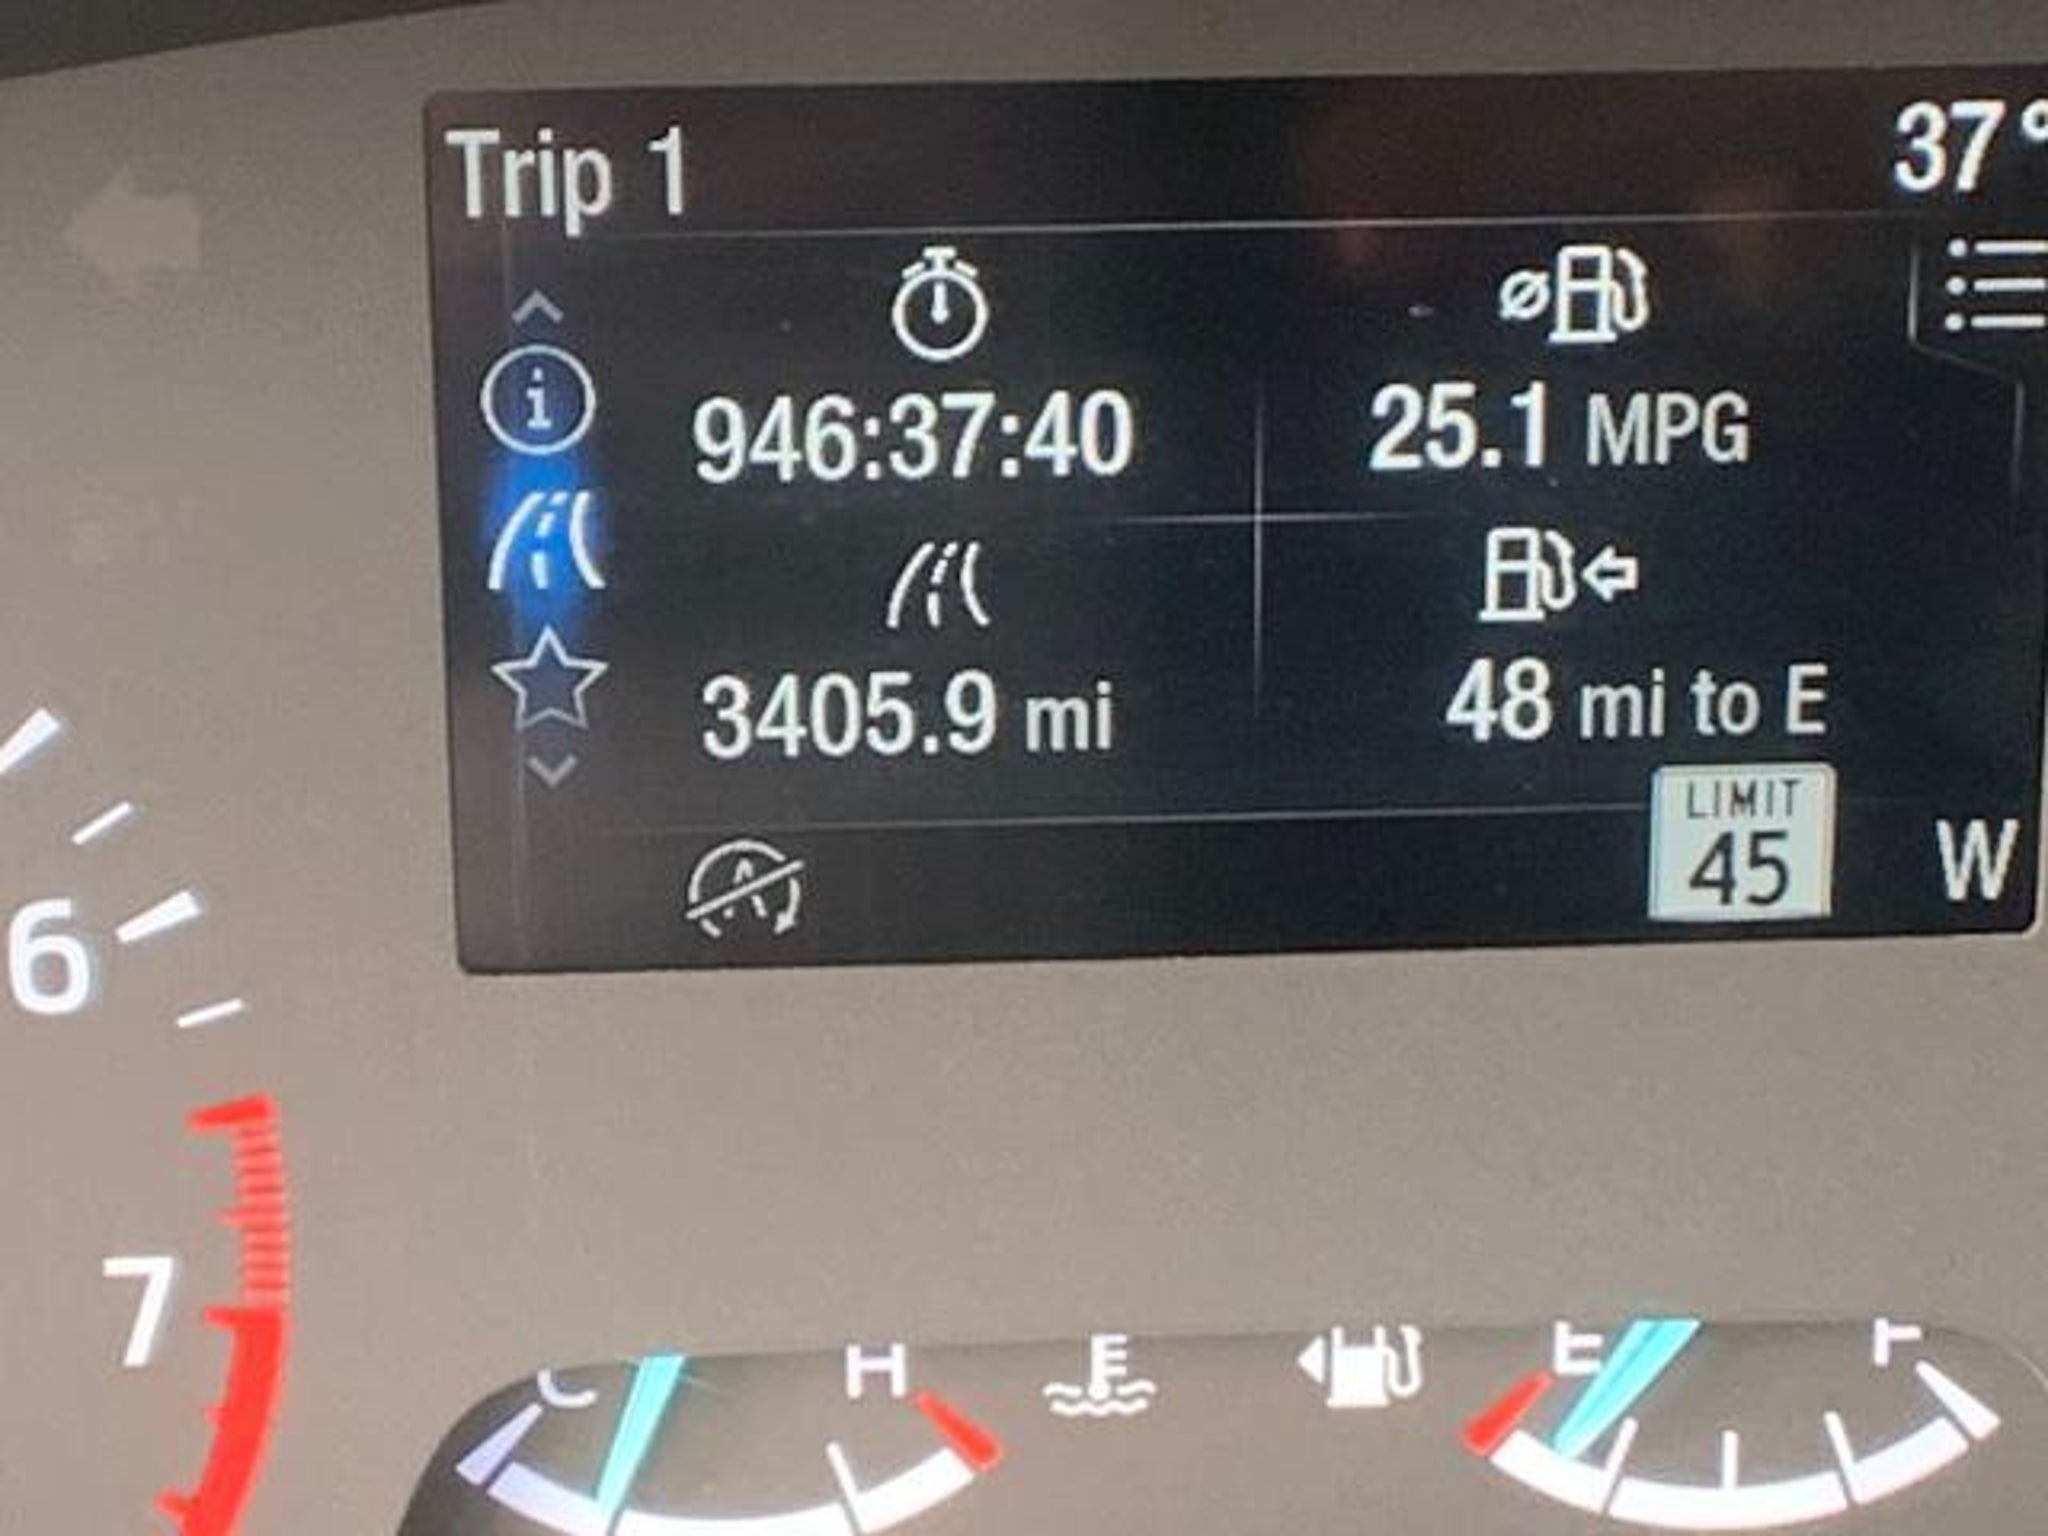 Trip 1
37°
946:37:40
25.1 MPG
3405.9 mi
48 mi to E
LIMIT
45
W
A
6
7
C
H
E
F